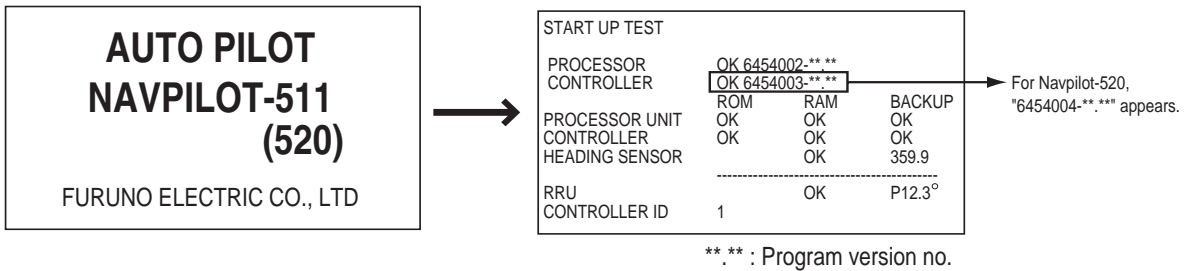 AUTO PILOT
NAVPILOT-511
(520)
FURUNO ELECTRIC CO., LTD
START UP TEST
PROCESSOR OK 6454002-**.**
CONTROLLER OK 6454003-**.**
ROM RAM BACKUP
PROCESSOR UNIT OK OK OK
CONTROLLER OK OK OK
HEADING SENSOR OK 359.9
------------------------------------------
RRU OK P12.3°
CONTROLLER ID 1
For Navpilot-520,
"6454004-**.**" appears.
**.** : Program version no.